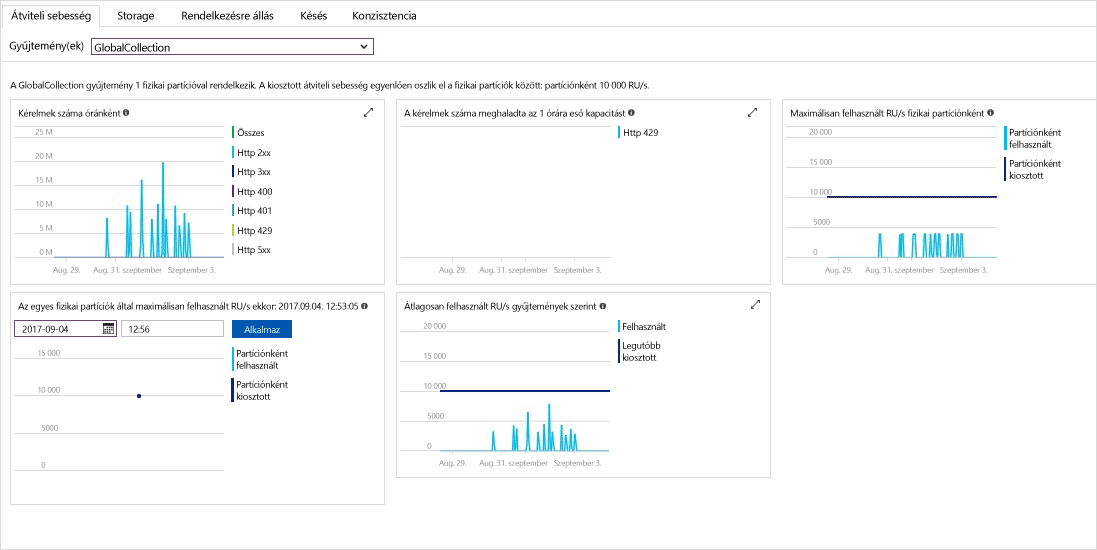 Átviteli sebesség Storage Rendelkezésre állás Késés Konzisztencia
Gyűjtemény(ek) GlobalCollection
A GlobalCollection gyűjtemény 1 fizikai partícióval rendelkezik. A kiosztott átviteli sebesség egyenlően oszlik el a fizikai partíciók között: partíciónként 10 000 RU/s.
Kérelmek száma óránként
25 M
20 M
15 M
10 M
5 M
0 M
Aug. 29. Aug. 31. szeptember Szeptember 3.
Összes
Http 2xx
Http 3xx
Http 400
Http 401
Http 429
Http 5xx
A kérelmek száma meghaladta az 1 órára eső kapacitást
Http 429
Aug. 29. Aug. 31. szeptember Szeptember 3.
Maximálisan felhasznált RU/s fizikai partíciónként
20 000
15 000
10 000
5000
0
Aug. 29. Aug. 31. szeptember Szeptember 3.
Partíciónként
felhasznált
Partíciónként
kiosztott
Az egyes fizikai partíciók által maximálisan felhasznált RU/s ekkor: 2017.09.04. 12:53:05
2017-09-04 12:56 Alkalmaz
15 000
10 000
5000
0
Partíciónként
felhasznált
Partíciónként
kiosztott
Átlagosan felhasznált RU/s gyűjtemények szerint
20 000
15 000
10 000
5000
0
Aug. 29. Aug. 31. szeptember Szeptember 3.
Felhasznált
Legutóbb
kiosztott